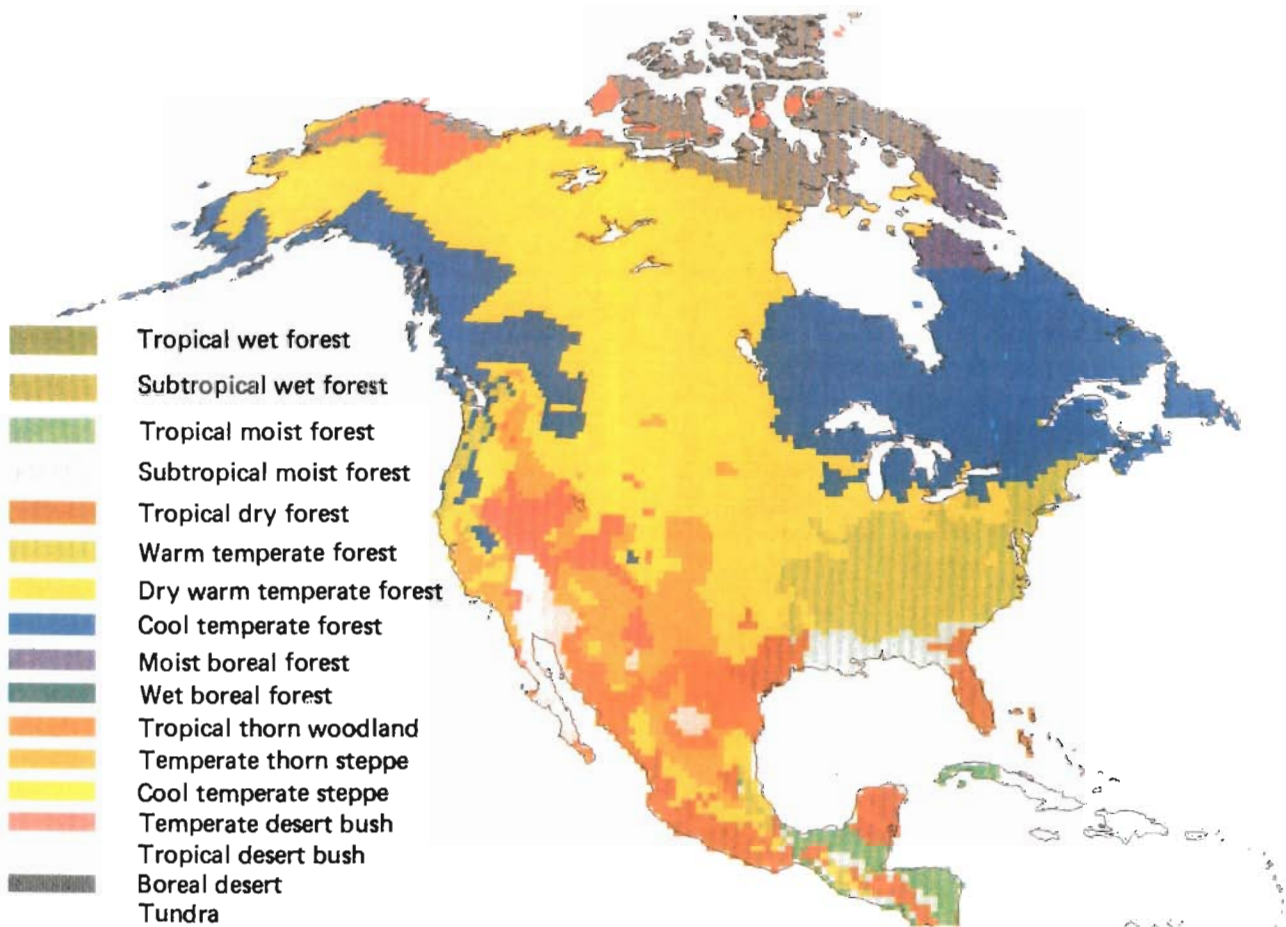 Tropical wet forest
Subtropical wet forest
Tropical moist forest
Subtropical moist forest
Tropical dry forest
Warm temperate forest
Dry warm temperate forest
Cool temperate forest
Moist boreal forest
Wet boreal forest
Tropical thorn woodland
Temperate thorn steppe
Cool temperate steppe
Temperate desert bush
Tropical desert bush
Boreal desert
Tundra